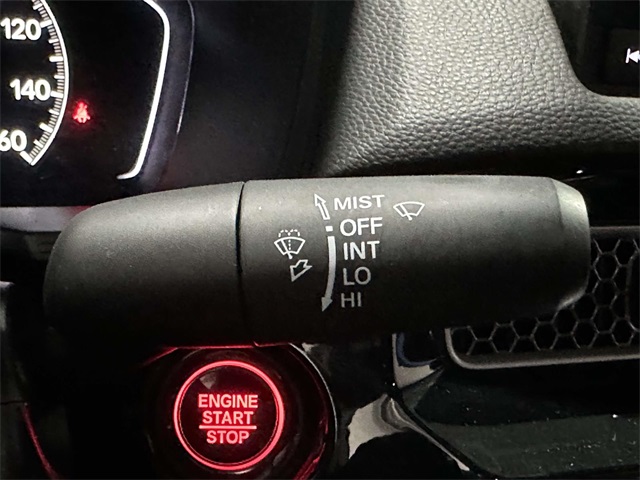 120
140
60
MIST
OFF
INT
LO
HI
ENGINE
START
STOP